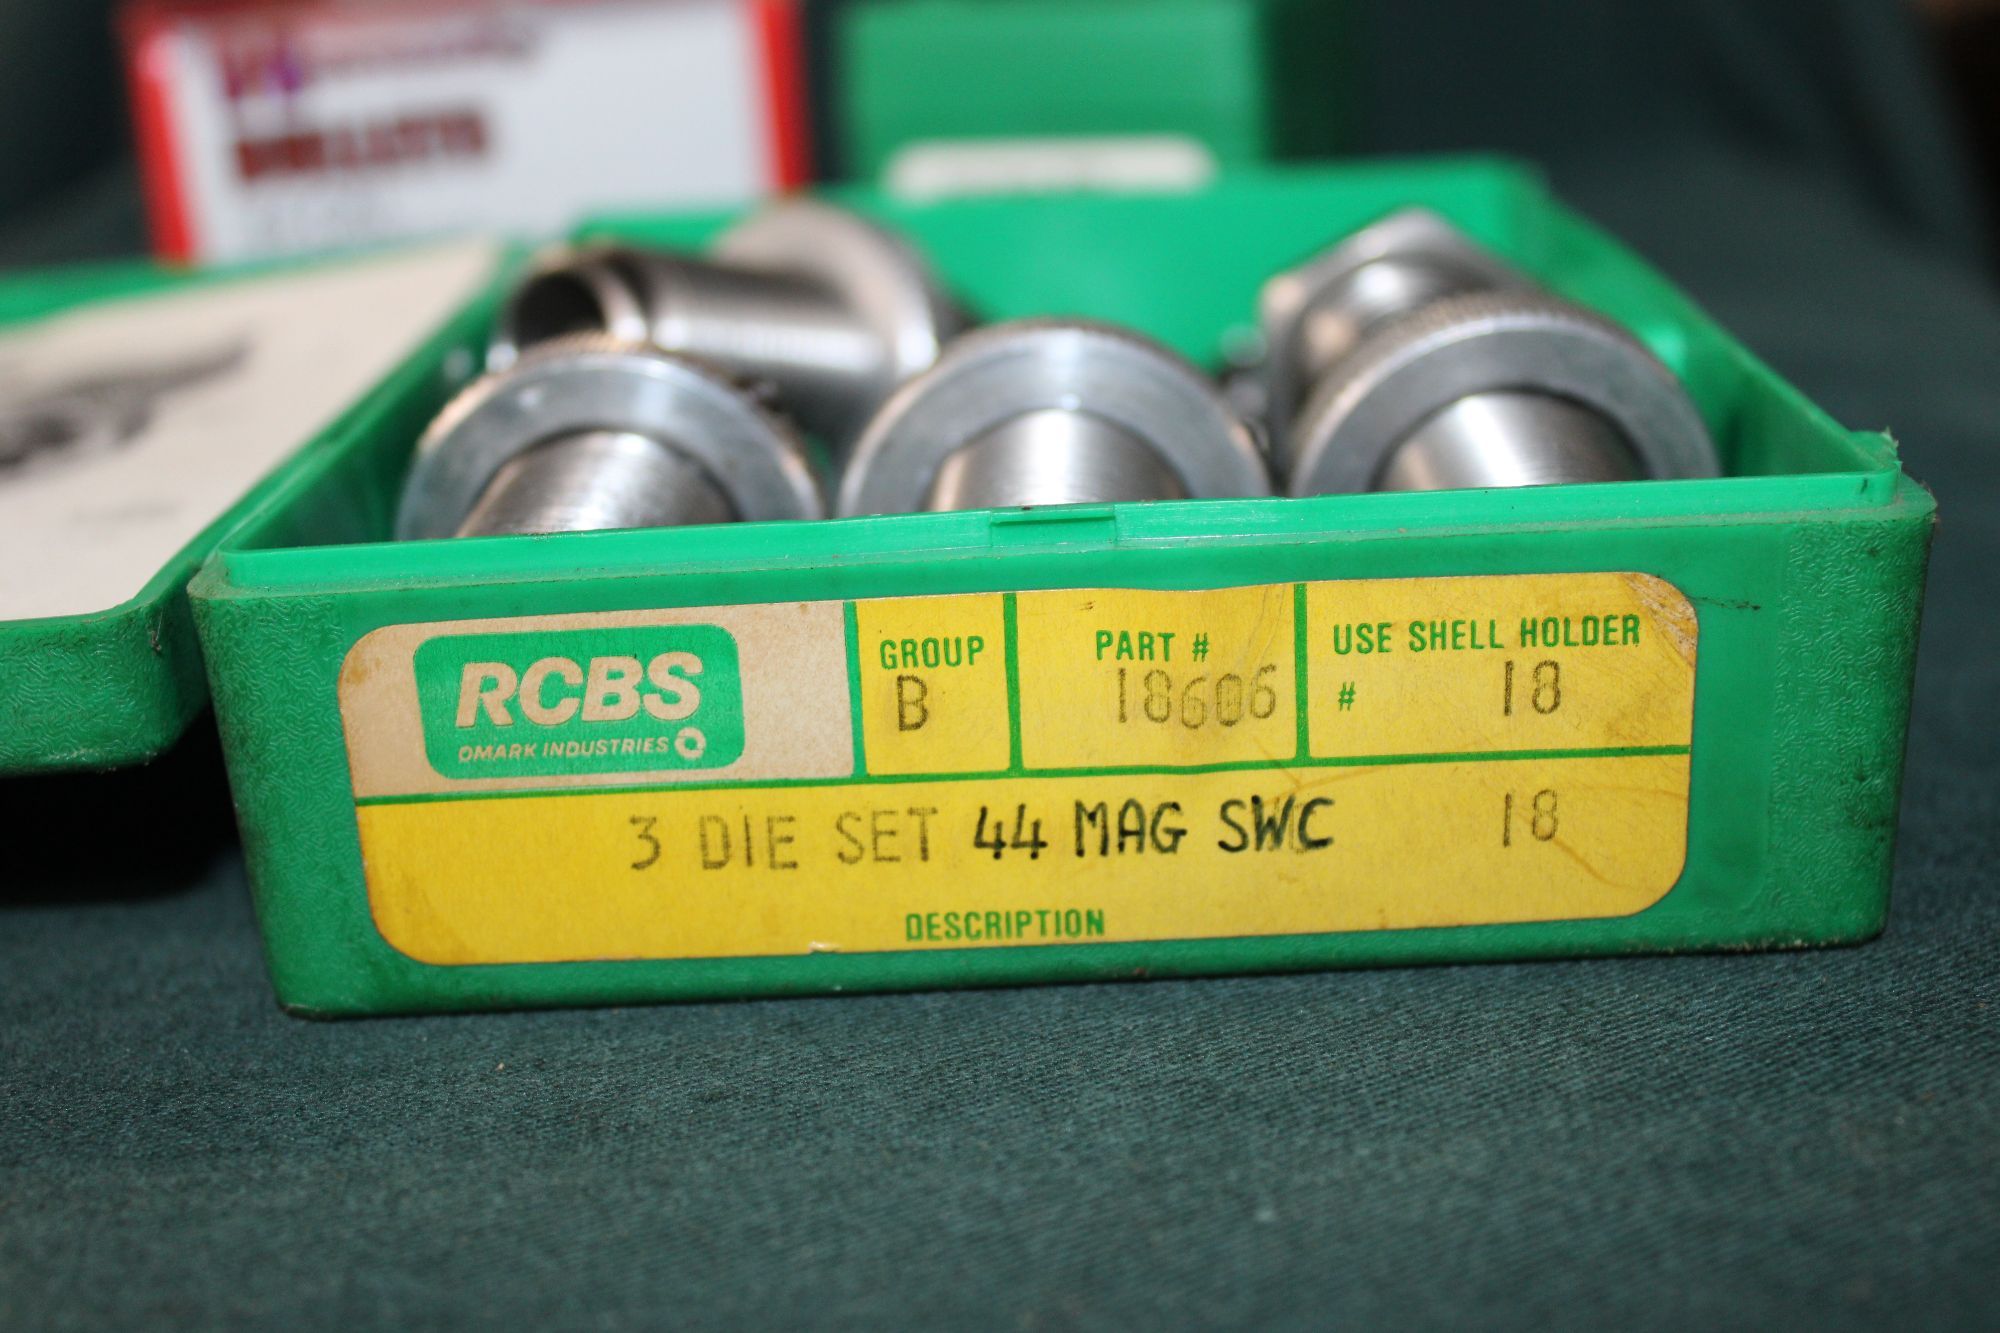 RCBS
OMARK INDUSTRIES
GROUP
B
PART #
18606
USE SHELL HOLDER
# 18
3 DIE SET 44 MAG SWC 18
DESCRIPTION